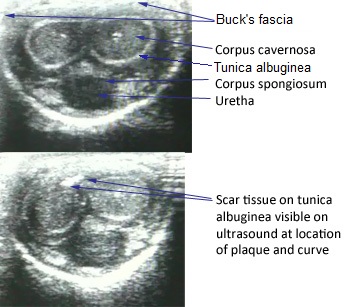 Buck's fascia
Corpus cavernosa
Tunica albuginea
Corpus spongiosum
Uretha
Scar tissue on tunica
albuginea visible on
ultrasound at location
of plaque and curve